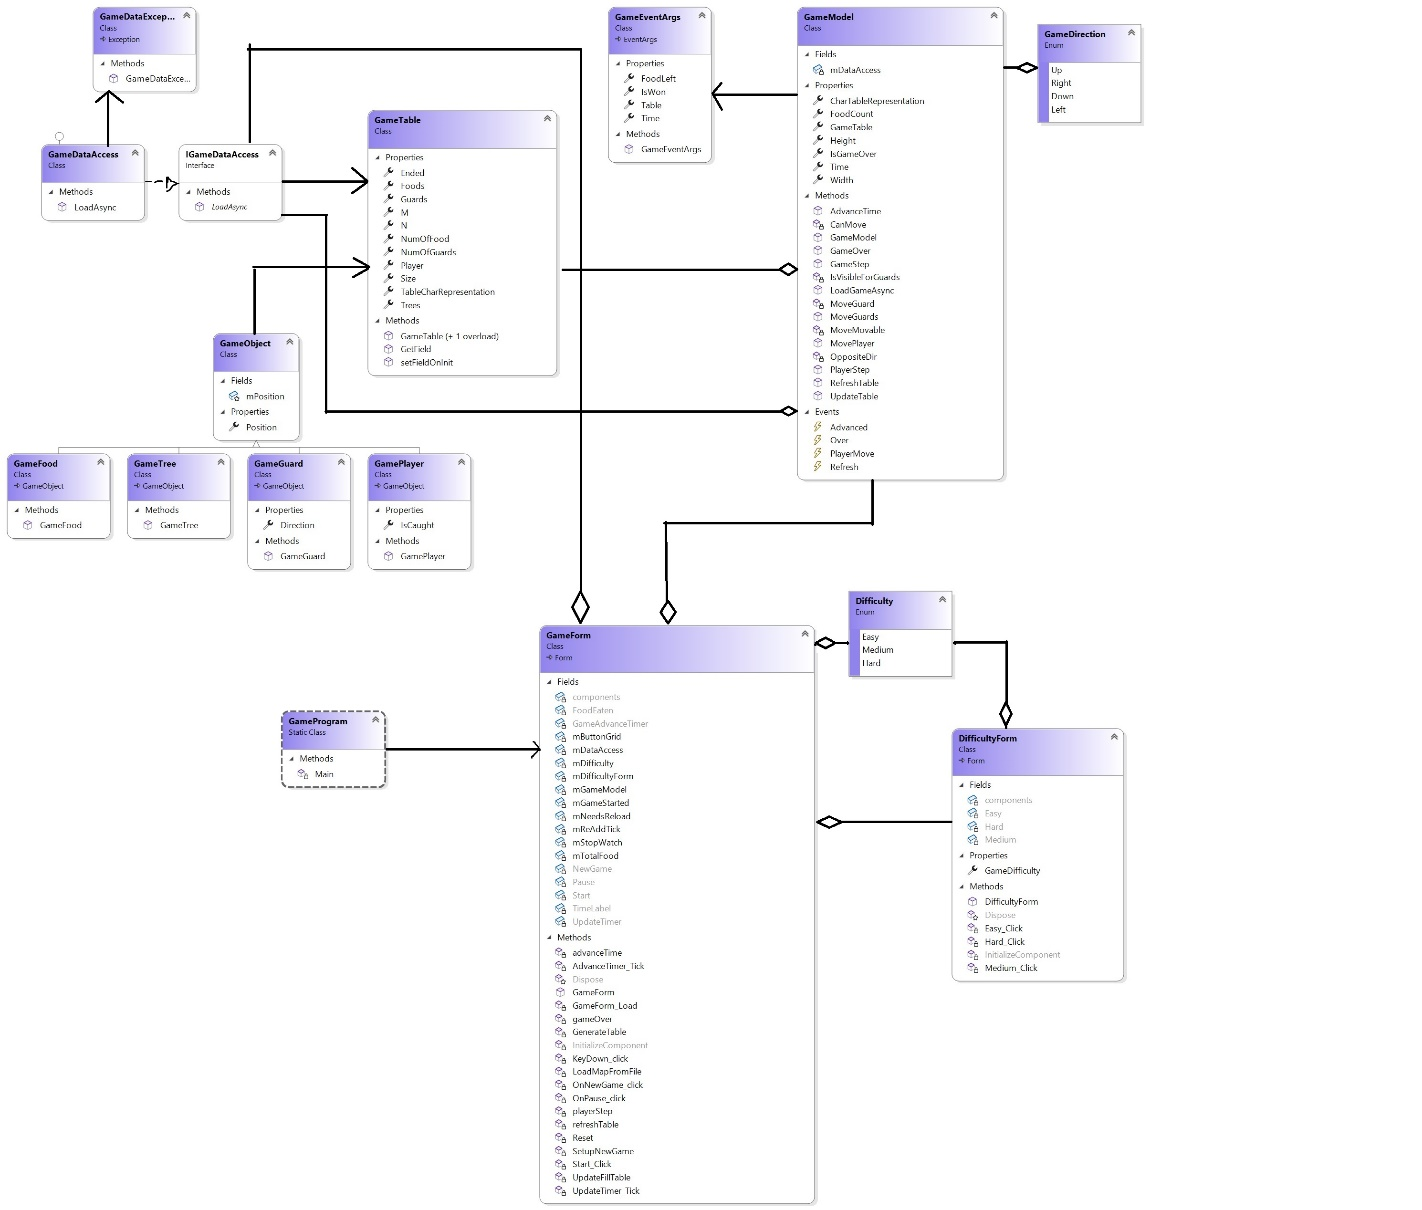 GameDataExcep...
Class
Exception
Methods
GameDataExce...
GameDataAccess
Class
Methods
LoadAsync
IGameDataAccess
Interface
Methods
LoadAsync
GameTable
Class
Properties
Ended
Foods
Guards
M
N
NumOfFood
NumOfGuards
Player
Size
TableCharRepresentation
Trees
Methods
GameTable (+ 1 overload)
GetField
setFieldOnInit
GameEventArgs
Class
EventArgs
Properties
FoodLeft
IsWon
Table
Time
Methods
GameEventArgs
GameModel
Class
Fields
mDataAccess
Properties
CharTableRepresentation
FoodCount
GameTable
Height
IsGameOver
Time
Width
Methods
AdvanceTime
CanMove
GameModel
GameOver
GameStep
IsVisibleForGuards
LoadGameAsync
MoveGuard
MoveGuards
MoveMovable
MovePlayer
OppositeDir
PlayerStep
RefreshTable
UpdateTable
Events
Advanced
Over
PlayerMove
Refresh
GameDirection
Enum
Up
Right
Down
Left
GameObject
Class
Fields
mPosition
Properties
Position
GameFood
Class
GameObject
Methods
GameFood
GameTree
Class
GameObject
Methods
GameTree
GameGuard
Class
GameObject
Properties
Direction
Methods
GameGuard
GamePlayer
Class
GameObject
Properties
IsCaught
Methods
GamePlayer
GameProgram
Static Class
Methods
Main
GameForm
Class
Form
Fields
components
FoodEaten
GameAdvanceTimer
mButtonGrid
mDataAccess
mDifficulty
mDifficultyForm
mGameModel
mGameStarted
mNeedsReload
mReAddTick
mStopWatch
mTotalFood
NewGame
Pause
Start
TimeLabel
UpdateTimer
Methods
advanceTime
AdvanceTimer_Tick
Dispose
GameForm
GameForm_Load
gameOver
GenerateTable
InitializeComponent
KeyDown_click
LoadMapFromFile
OnNewGame_click
OnPause_click
playerStep
refreshTable
Reset
SetupNewGame
Start_Click
UpdateFillTable
UpdateTimer_Tick
Difficulty
Enum
Easy
Medium
Hard
DifficultyForm
Class
Form
Fields
components
Easy
Hard
Medium
Properties
GameDifficulty
Methods
DifficultyForm
Dispose
Easy_Click
Hard_Click
InitializeComponent
Medium_Click